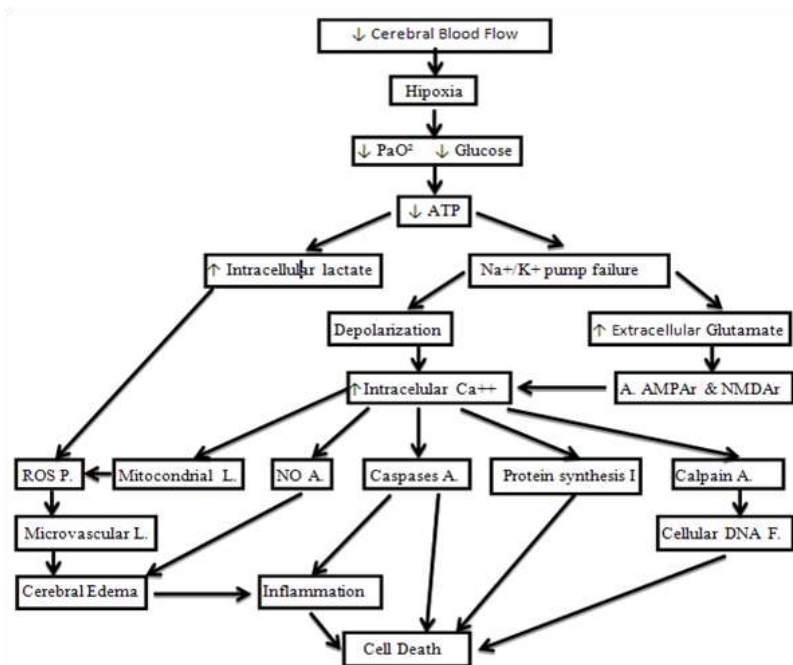 ↓ Cerebral Blood Flow
Hipoxia
↓ PaO² ↓ Glucose
↓ ATP
↑ Intracellular lactate
Na+/K+ pump failure
Depolarization
↑ Extracellular Glutamate
↑Intracelular Ca++
A. AMPAr & NMDAr
ROS P.
Mitocondrial L.
NO A.
Caspases A.
Protein synthesis I
Calpain A.
Microvascular L.
Cellular DNA F.
Cerebral Edema
Inflammation
Cell Death